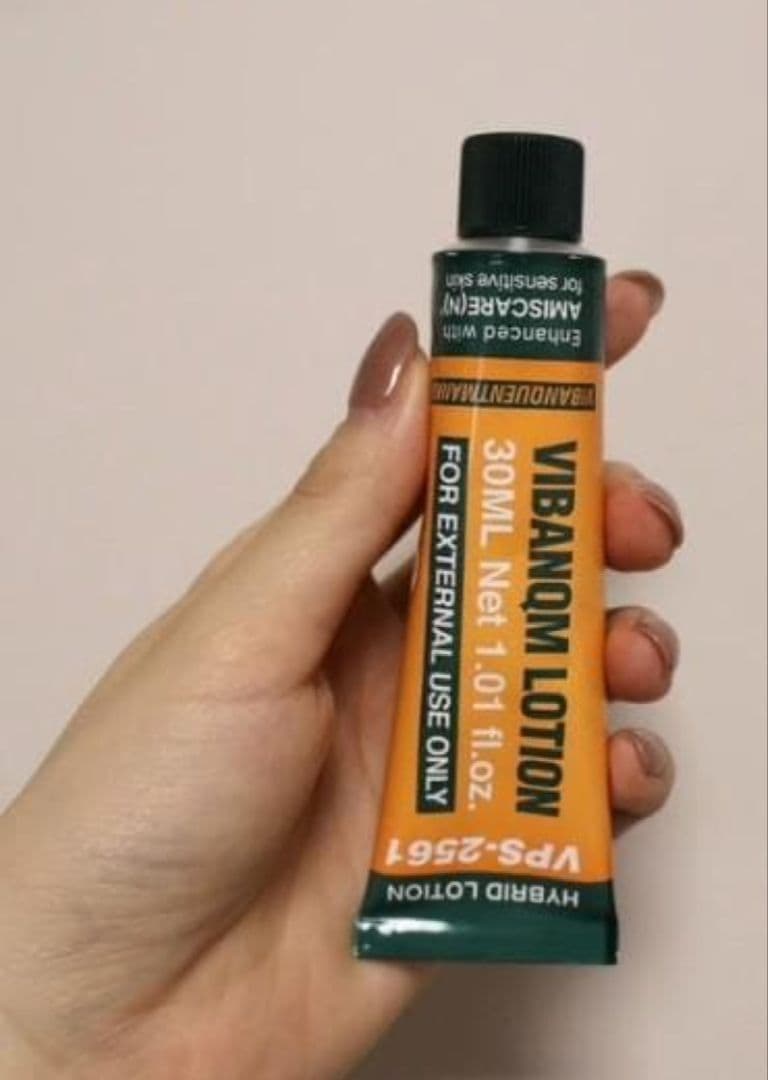 HYBRID LOTION
VPS-2561
VIBANQM LOTION
30ML Net 1.01 fl.oz.
FOR EXTERNAL USE ONLY
Enhanced with
AMISCARE(N)
for sensitive skin